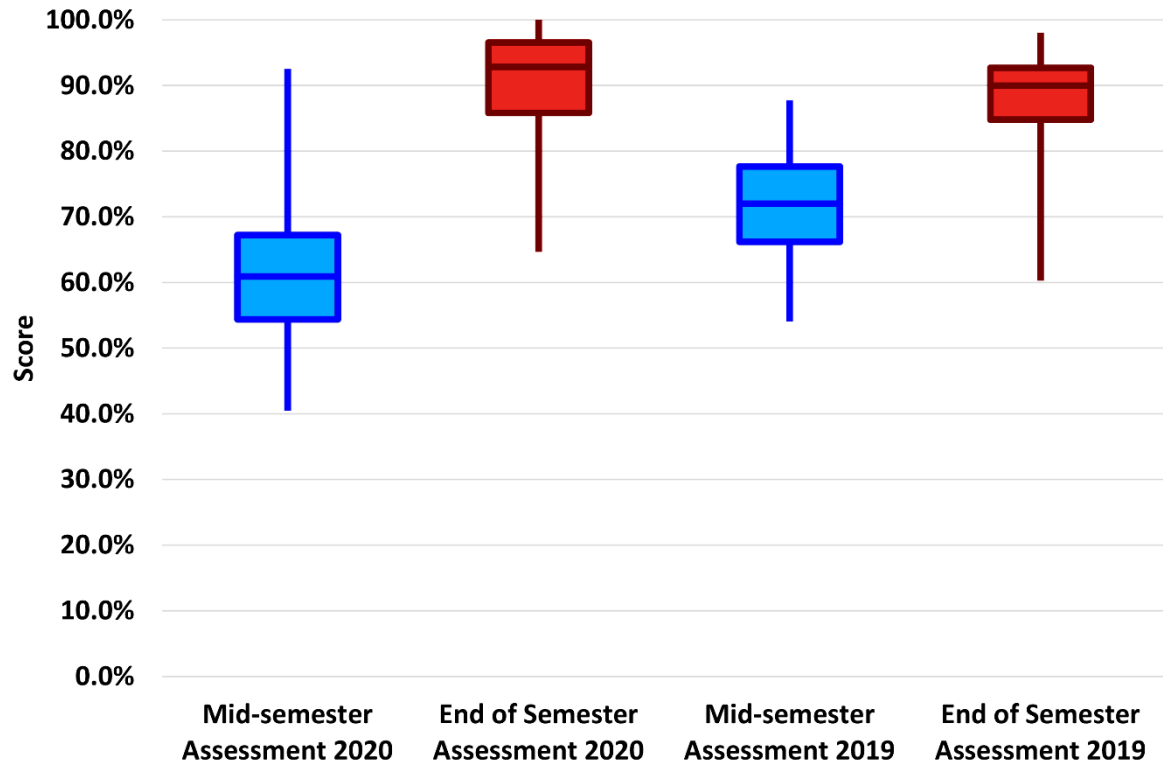 100.0%
90.0%
80.0%
70.0%
60.0%
50.0%
40.0%
30.0%
20.0%
10.0%
0.0%
Score
Mid-semester
Assessment 2020
End of Semester
Assessment 2020
Mid-semester
Assessment 2019
End of Semester
Assessment 2019